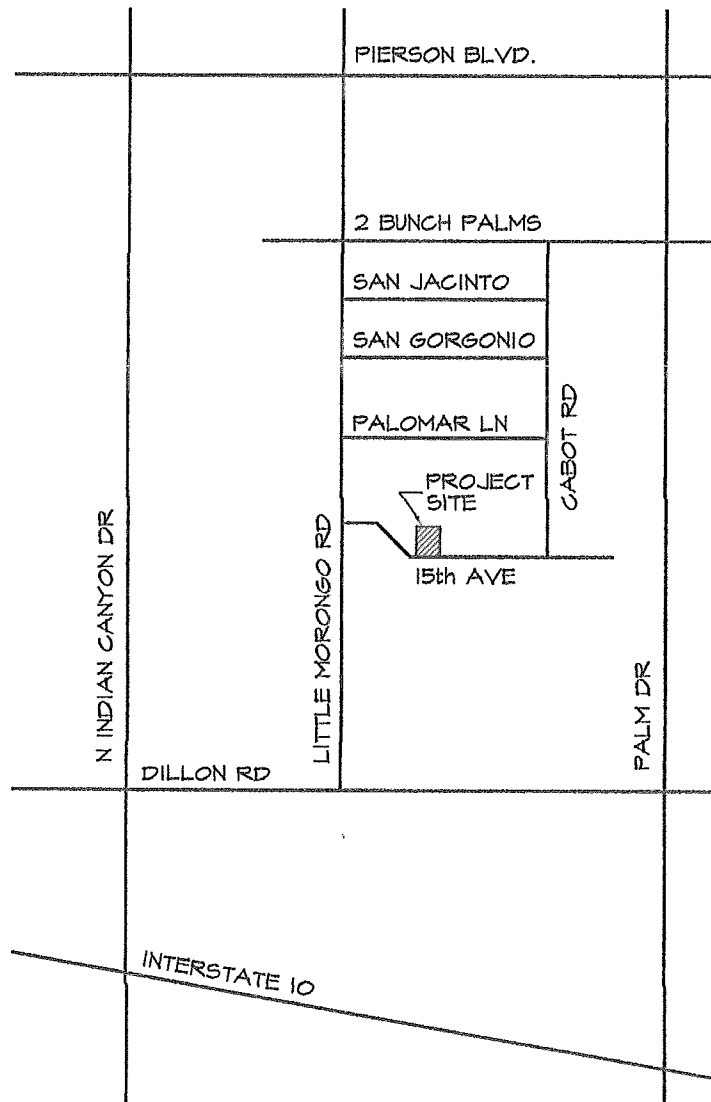 PIERSON BLVD.
2 BUNCH PALMS
SAN JACINTO
SAN GORGONIO
PALOMAR LN
CABOT RD
PROJECT
SITE
15th AVE
N INDIAN CANYON DR
LITTLE MORONGO RD
PALM DR
DILLON RD
INTERSTATE 10